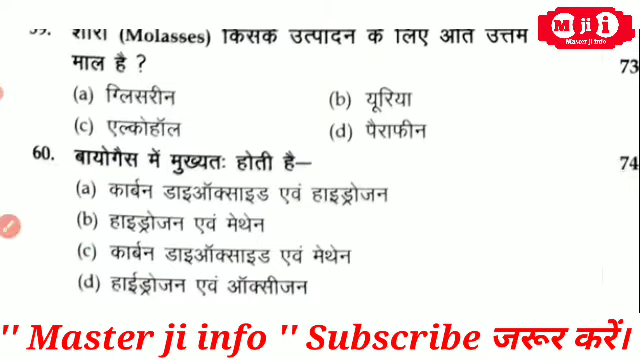 M ji i
Master ji info
59. शीरा (Molasses) किसके उत्पादन के लिए अति उत्तम
माल है ?
73
(a) ग्लिसरीन (b) यूरिया
(c) एल्कोहॉल (d) पैराफीन
60. बायोगैस में मुख्यतः होती है—
74
(a) कार्बन डाइऑक्साइड एवं हाइड्रोजन
(b) हाइड्रोजन एवं मेथेन
(c) कार्बन डाइऑक्साइड एवं मेथेन
(d) हाईड्रोजन एवं ऑक्सीजन
" Master ji info " Subscribe जरूर करें।